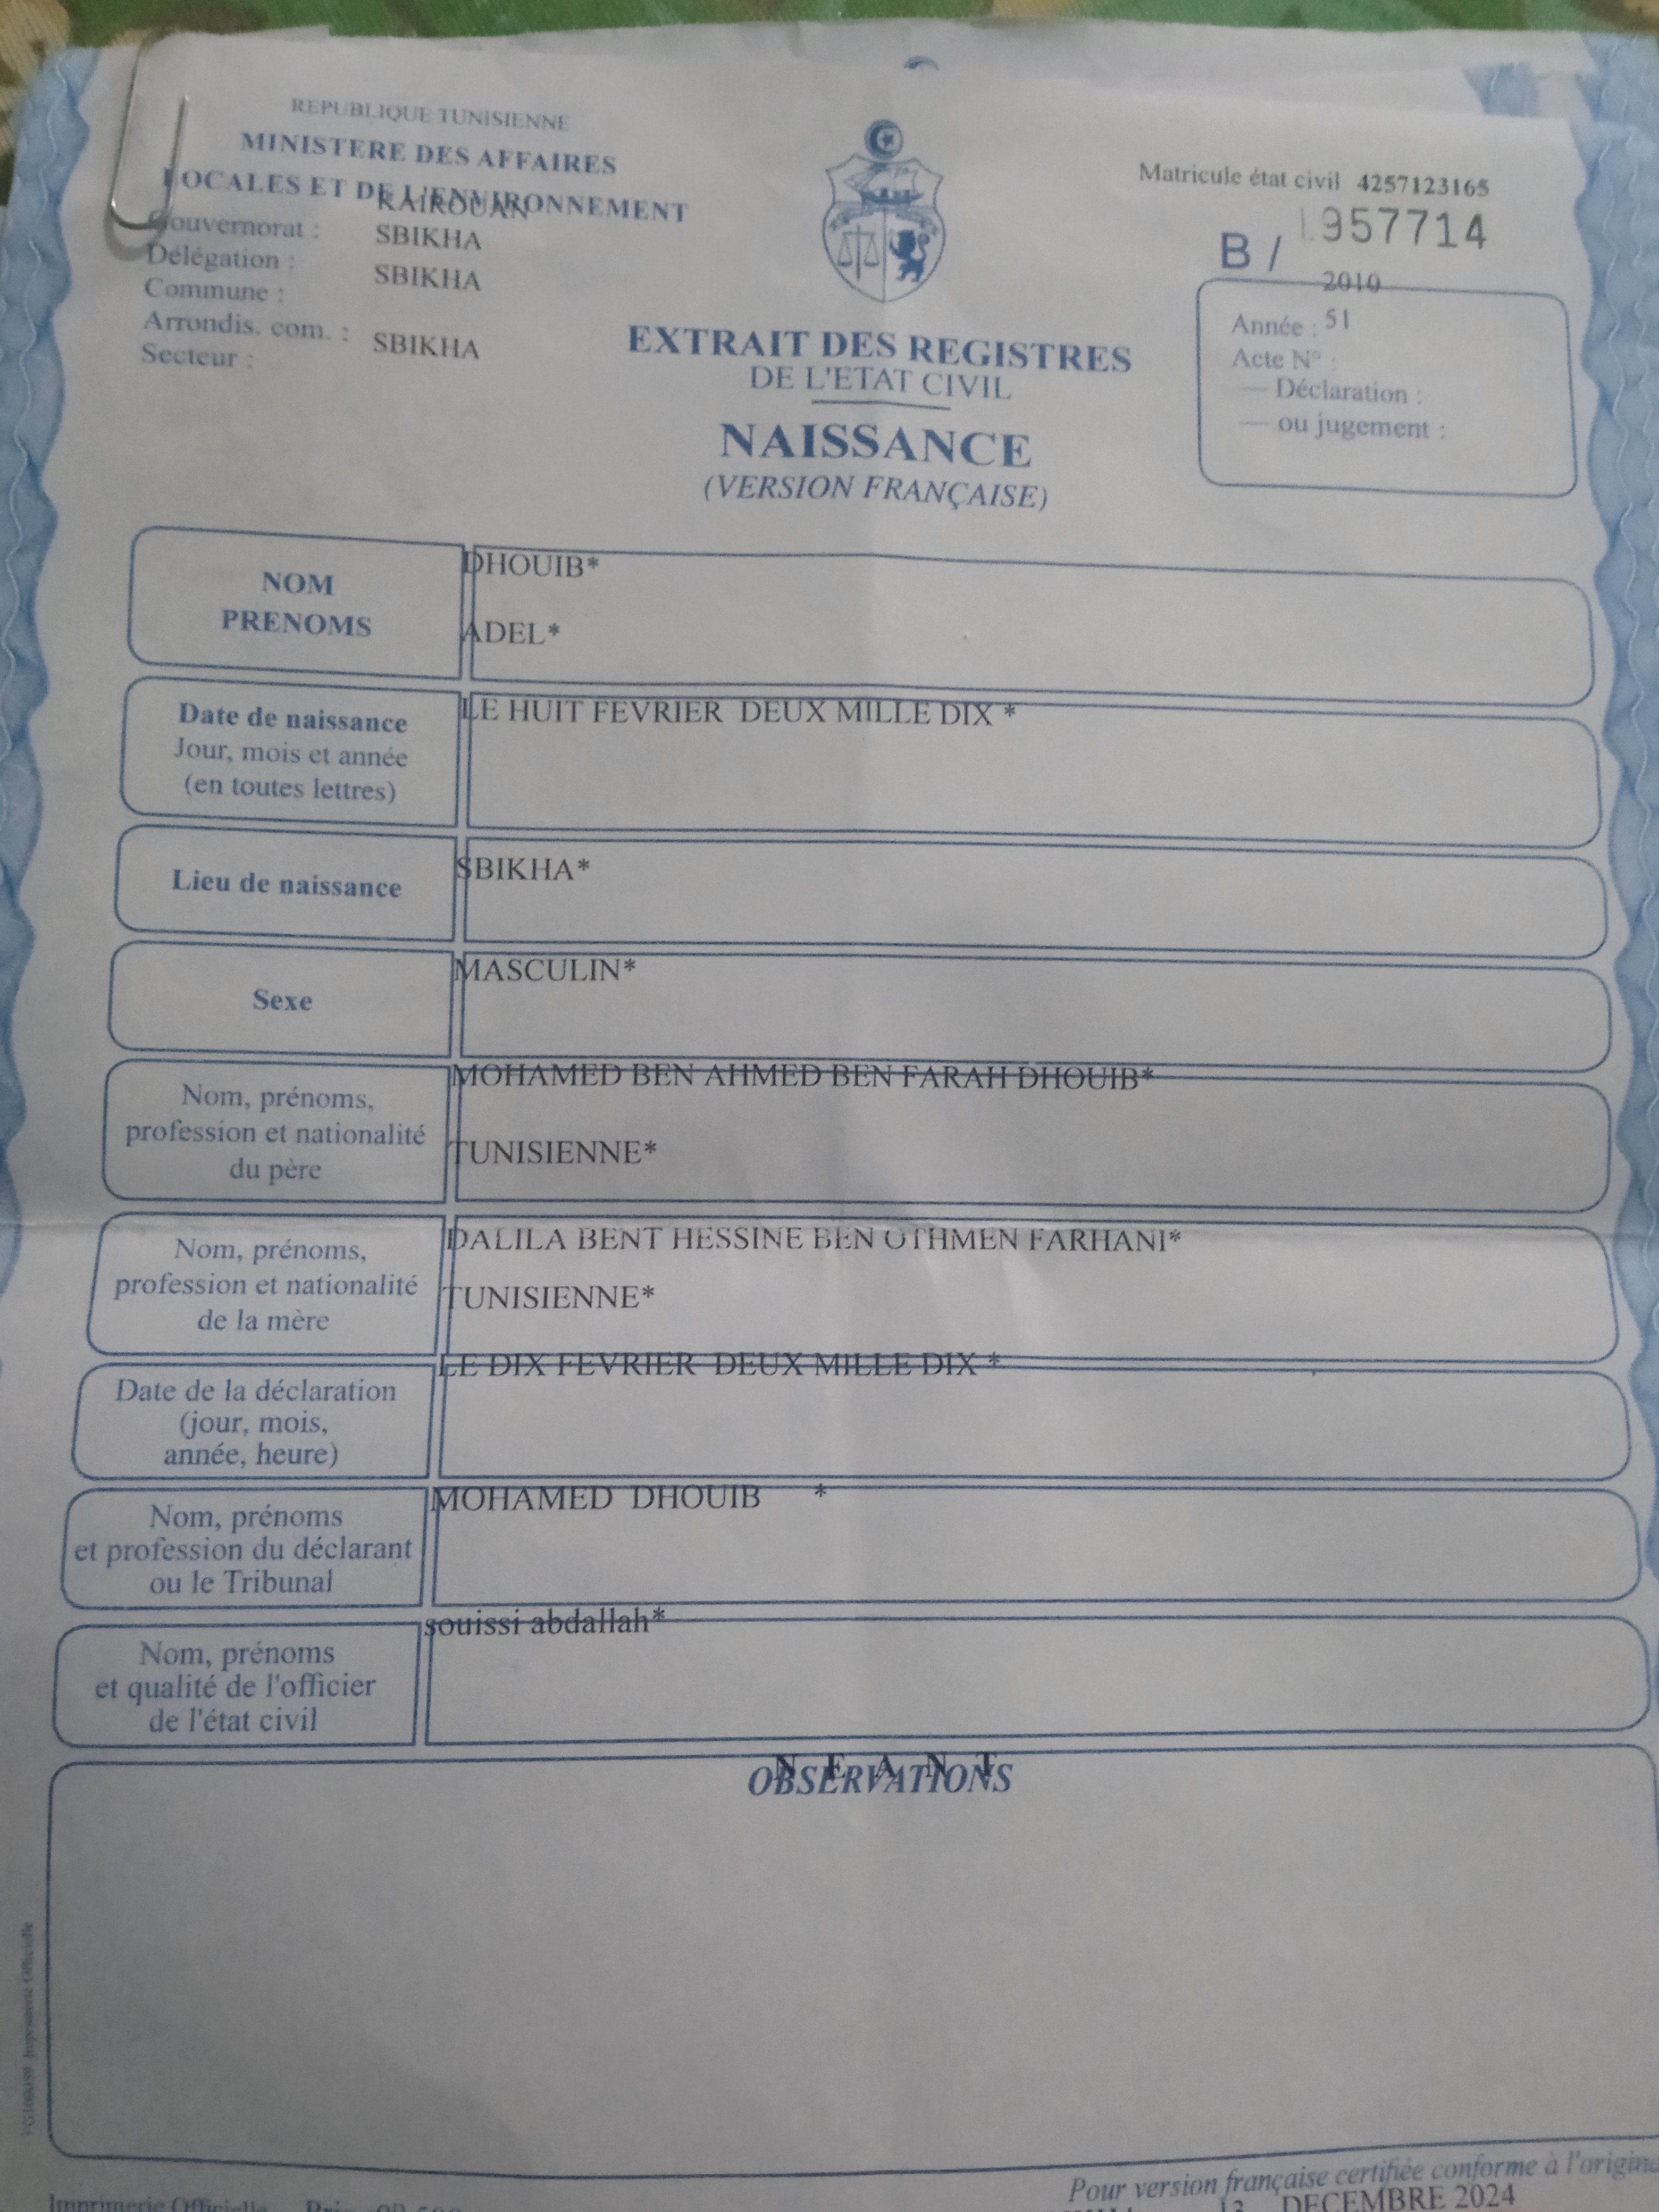 REPUBLIQUE TUNISIENNE
MINISTERE DES AFFAIRES
LOCALES ET DE L'ENVIRONNEMENT
Gouvernorat : KAIROUAN
Délégation : SBIKHA
Commune : SBIKHA
Arrondis. com. :
Secteur : SBIKHA
Matricule état civil 4257123165
B / 1957714
2010
Année : 51
Acte N° :
— Déclaration :
— ou jugement :
EXTRAIT DES REGISTRES
DE L'ETAT CIVIL
NAISSANCE
(VERSION FRANÇAISE)
NOM
PRENOMS
DHOUIB*
ADEL*
Date de naissance
Jour, mois et année
(en toutes lettres)
LE HUIT FEVRIER DEUX MILLE DIX *
Lieu de naissance
SBIKHA*
Sexe
MASCULIN*
Nom, prénoms,
profession et nationalité
du père
MOHAMED BEN AHMED BEN FARAH DHOUIB*
TUNISIENNE*
Nom, prénoms,
profession et nationalité
de la mère
DALILA BENT HESSINE BEN OTHMEN FARHANI*
TUNISIENNE*
Date de la déclaration
(jour, mois,
année, heure)
LE DIX FEVRIER DEUX MILLE DIX *
Nom, prénoms
et profession du déclarant
ou le Tribunal
MOHAMED DHOUIB *
Nom, prénoms
et qualité de l'officier
de l'état civil
souissi abdallah*
N E A N T
OBSERVATIONS
Imprimerie Officielle
Pour version française certifiée conforme à l'origina
13 DECEMBRE 2024